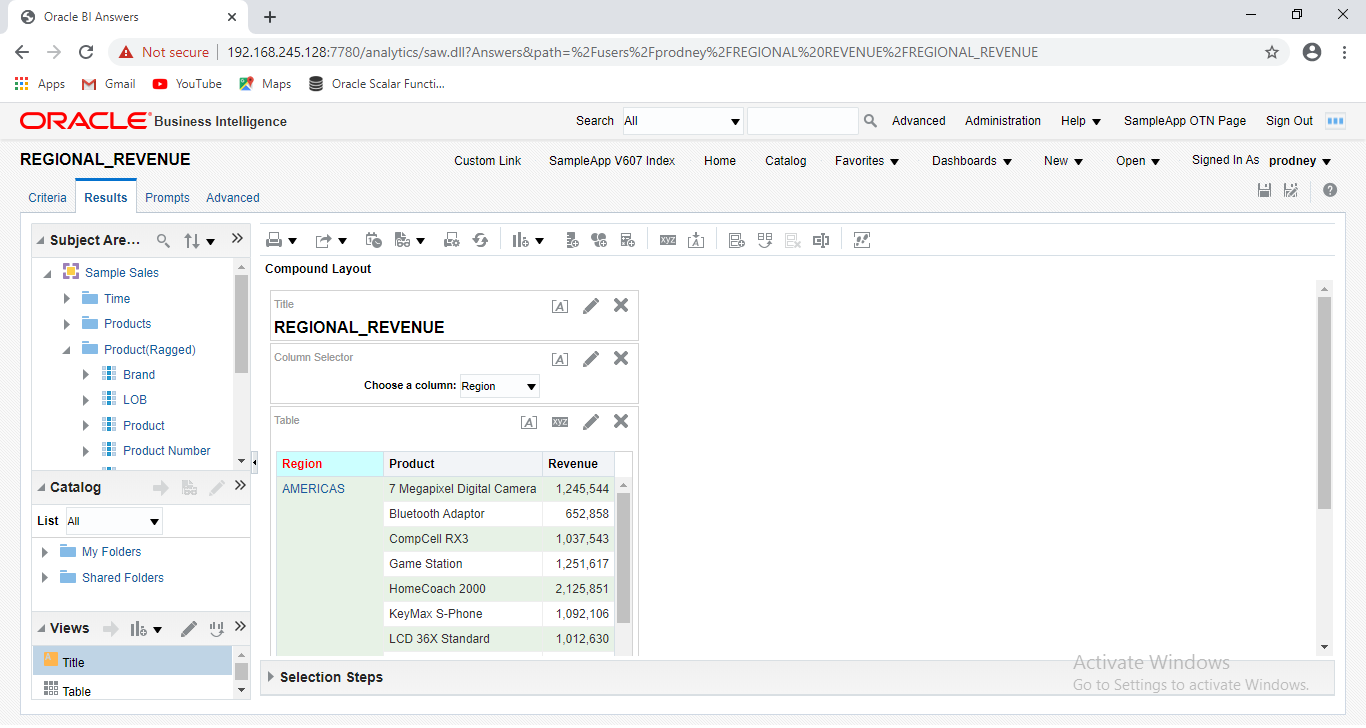 Oracle BI Answers
Not secure 192.168.245.128:7780/analytics/saw.dll?Answers&path=%2Fusers%2Fprodney%2FREGIONAL%20REVENUE%2FREGIONAL_REVENUE
Apps Gmail YouTube Maps Oracle Scalar Functi...
ORACLE Business Intelligence Search All Advanced Administration Help SampleApp OTN Page Sign Out
REGIONAL_REVENUE Custom Link SampleApp V607 Index Home Catalog Favorites Dashboards New Open Signed In As prodney
Criteria Results Prompts Advanced
Subject Are...
Sample Sales
Time
Products
Product(Ragged)
Brand
LOB
Product
Product Number
Catalog
List All
My Folders
Shared Folders
Views
Title
Table
xyz A
Compound Layout
Title A
REGIONAL_REVENUE
Column Selector A
Choose a column: Region
Table A xyz
Region Product Revenue
AMERICAS 7 Megapixel Digital Camera 1,245,544
Bluetooth Adaptor 652,858
CompCell RX3 1,037,543
Game Station 1,251,617
HomeCoach 2000 2,125,851
KeyMax S-Phone 1,092,106
LCD 36X Standard 1,012,630
Selection Steps
Activate Windows
Go to Settings to activate Windows.